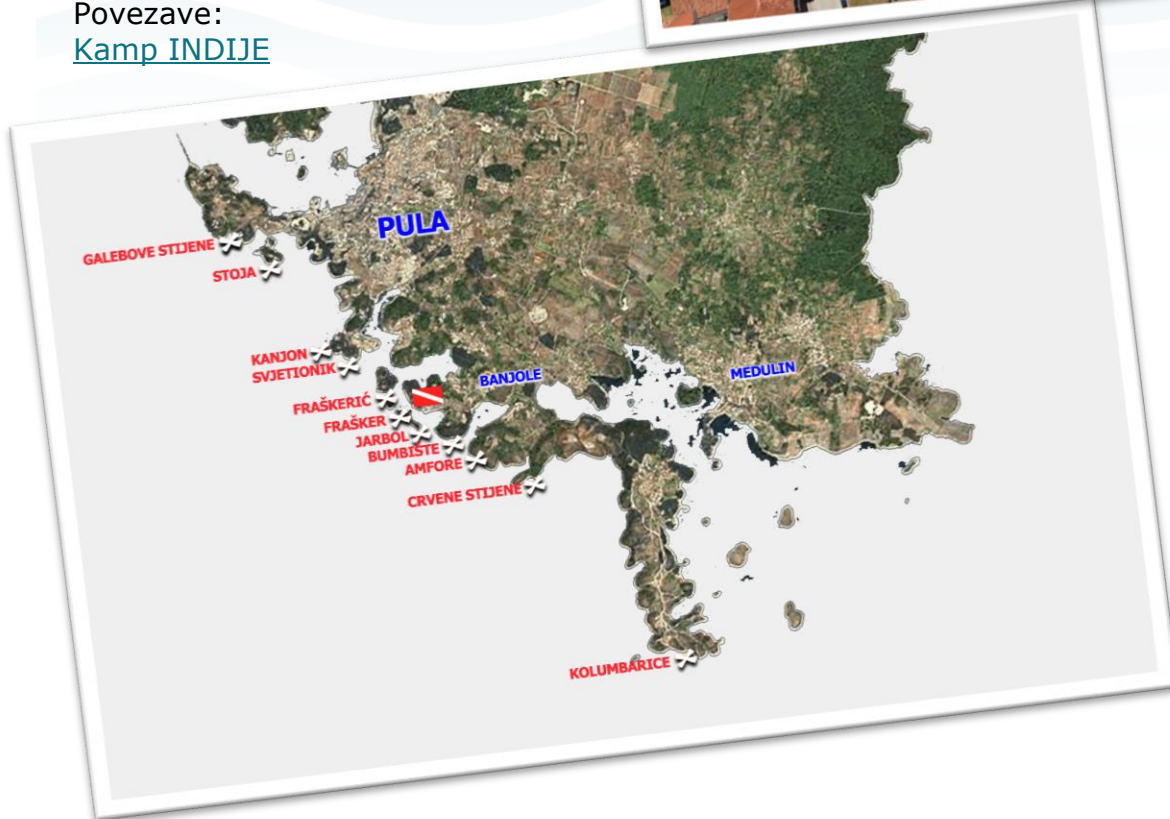 Povezave:
Kamp INDIJE
PULA
GALEBOVE STIJENE
STOJA
KANJON
SVJETIONIK
BANJOLE
MEDULIN
FRAŠKERIĆ
FRAŠKER
JARBOL
BUMBIŠTE
AMFORE
CRVENE STIJENE
KOLUMBARICE